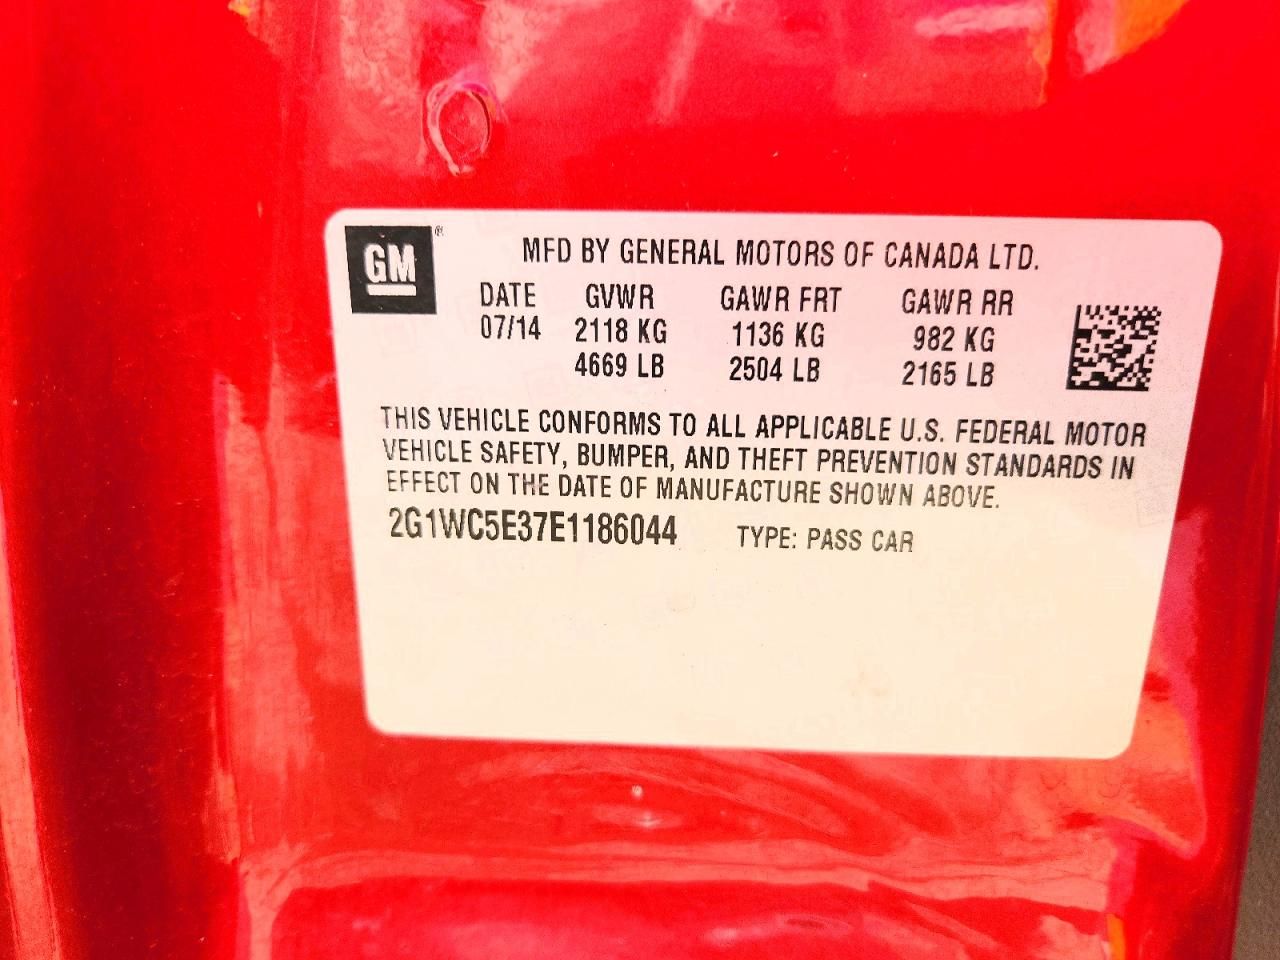 GM®
MFD BY GENERAL MOTORS OF CANADA LTD.
DATE GVWR GAWR FRT GAWR RR
07/14 2118 KG 1136 KG 982 KG
4669 LB 2504 LB 2165 LB
THIS VEHICLE CONFORMS TO ALL APPLICABLE U.S. FEDERAL MOTOR
VEHICLE SAFETY, BUMPER, AND THEFT PREVENTION STANDARDS IN
EFFECT ON THE DATE OF MANUFACTURE SHOWN ABOVE.
2G1WC5E37E1186044 TYPE: PASS CAR